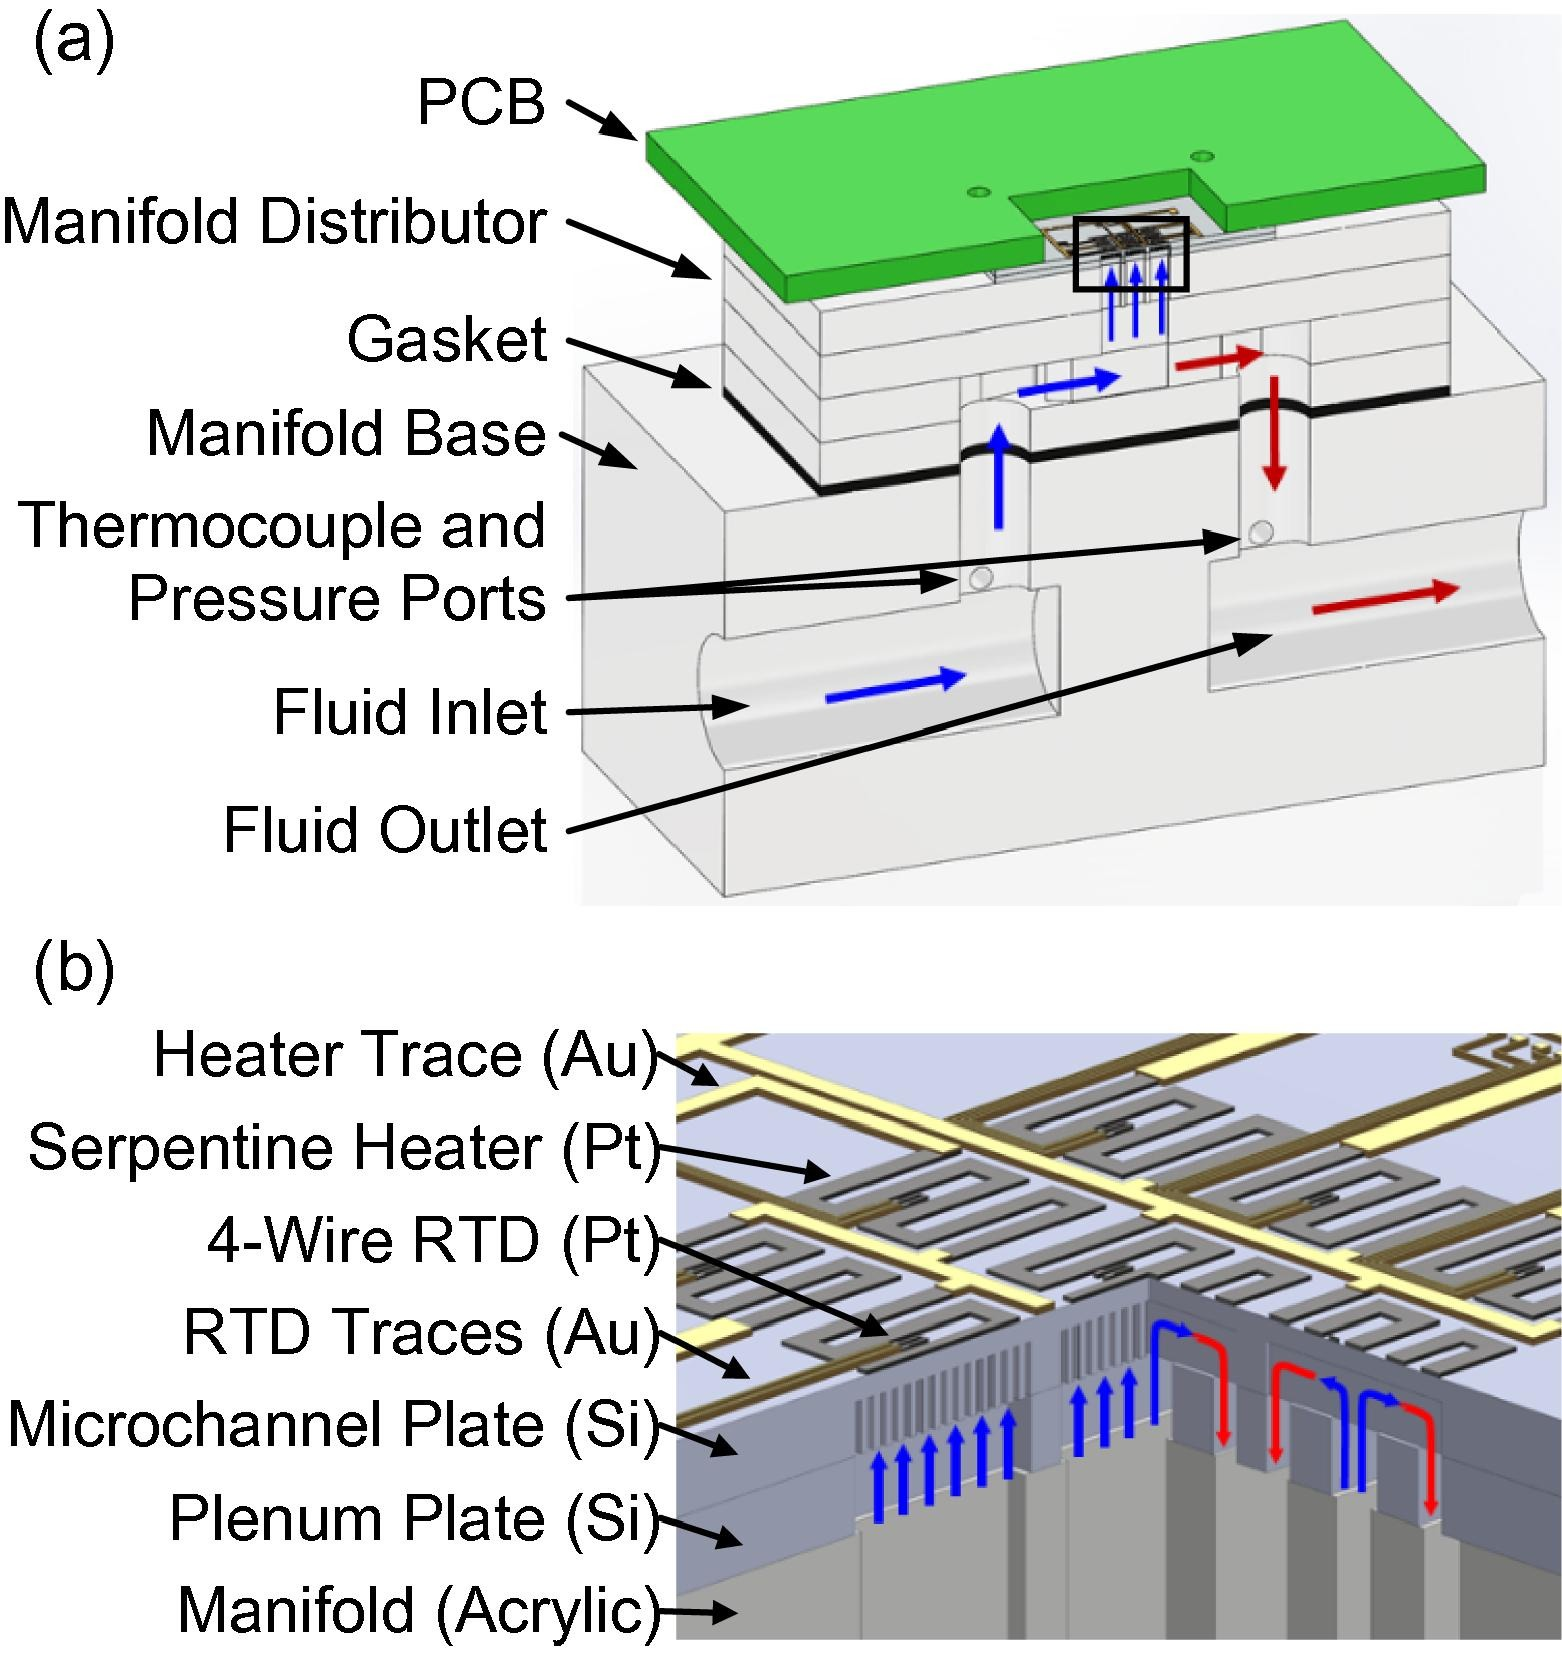 (a)
PCB
Manifold Distributor
Gasket
Manifold Base
Thermocouple and
Pressure Ports
Fluid Inlet
Fluid Outlet
(b)
Heater Trace (Au)
Serpentine Heater (Pt)
4-Wire RTD (Pt)
RTD Traces (Au)
Microchannel Plate (Si)
Plenum Plate (Si)
Manifold (Acrylic)